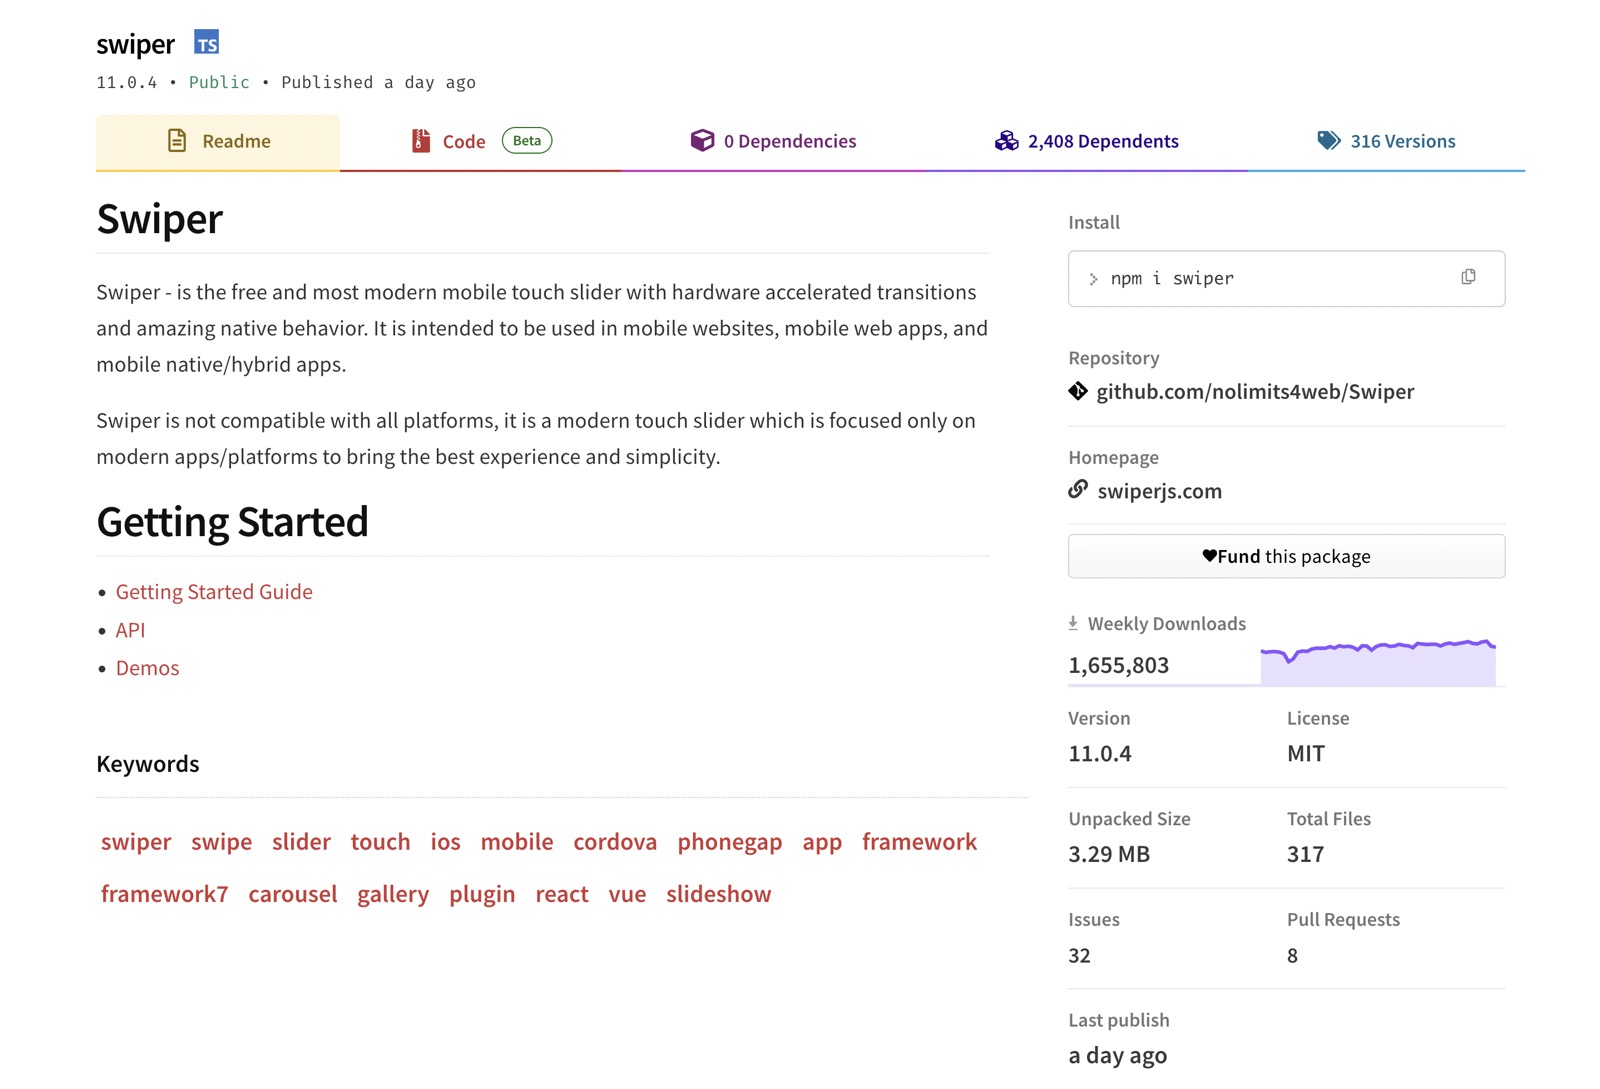 swiper TS
11.0.4 • Public • Published a day ago
Readme
Code Beta
0 Dependencies
2,408 Dependents
316 Versions
Swiper
Swiper - is the free and most modern mobile touch slider with hardware accelerated transitions
and amazing native behavior. It is intended to be used in mobile websites, mobile web apps, and
mobile native/hybrid apps.
Swiper is not compatible with all platforms, it is a modern touch slider which is focused only on
modern apps/platforms to bring the best experience and simplicity.
Getting Started
• Getting Started Guide
• API
• Demos
Keywords
swiper swipe slider touch ios mobile cordova phonegap app framework
framework7 carousel gallery plugin react vue slideshow
Install
> npm i swiper
Repository
github.com/nolimits4web/Swiper
Homepage
swiperjs.com
Fund this package
Weekly Downloads
1,655,803
Version License
11.0.4 MIT
Unpacked Size Total Files
3.29 MB 317
Issues Pull Requests
32 8
Last publish
a day ago